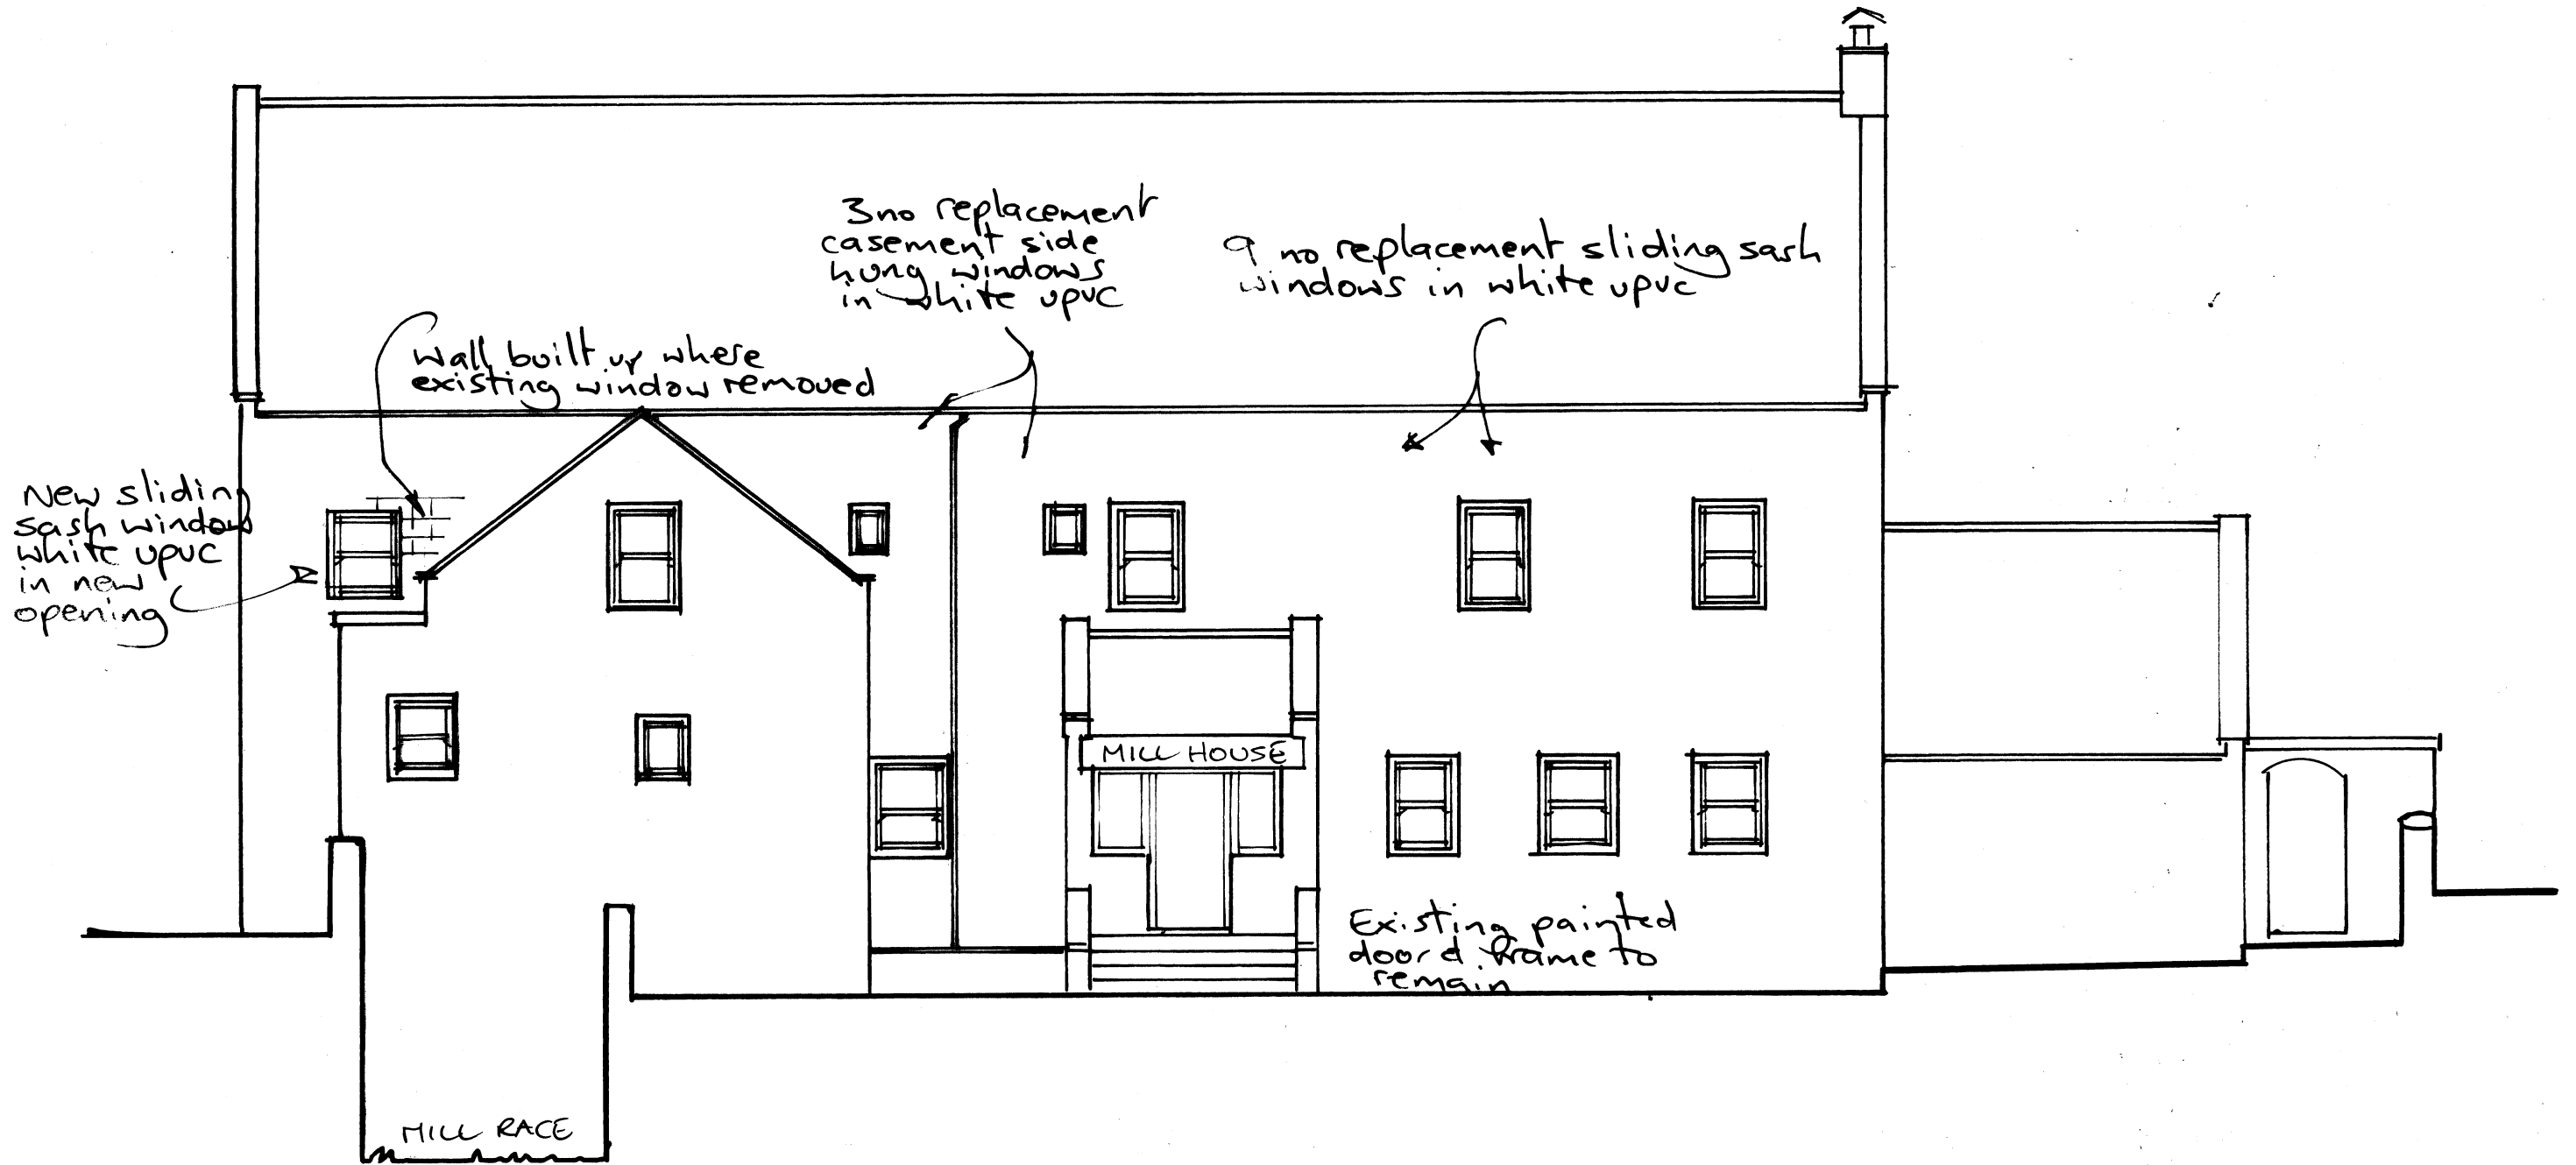 3no replacement
casement side
hung windows
in white upvc
9 no replacement sliding sash
windows in white upvc
Wall built up where
existing window removed
New sliding
sash window
white upvc
in new
opening
MILL HOUSE
Existing painted
door & frame to
remain
MILL RACE